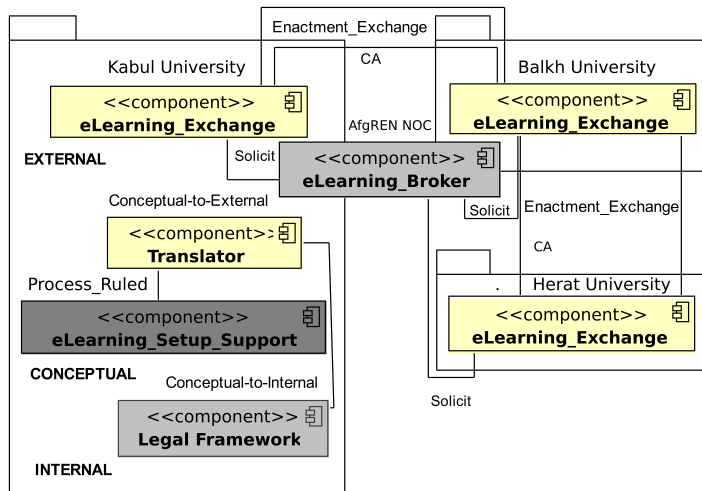 Enactment_Exchange
CA
Kabul University
Balkh University
<<component>>
eLearning_Exchange
<<component>>
eLearning_Exchange
AfgREN NOC
EXTERNAL
Solicit
<<component>>
eLearning_Broker
Conceptual-to-External
Solicit
Enactment_Exchange
<<component>>
Translator
CA
Process_Ruled
. Herat University
<<component>>
eLearning_Setup_Support
<<component>>
eLearning_Exchange
CONCEPTUAL
Conceptual-to-Internal
Solicit
<<component>>
Legal Framework
INTERNAL